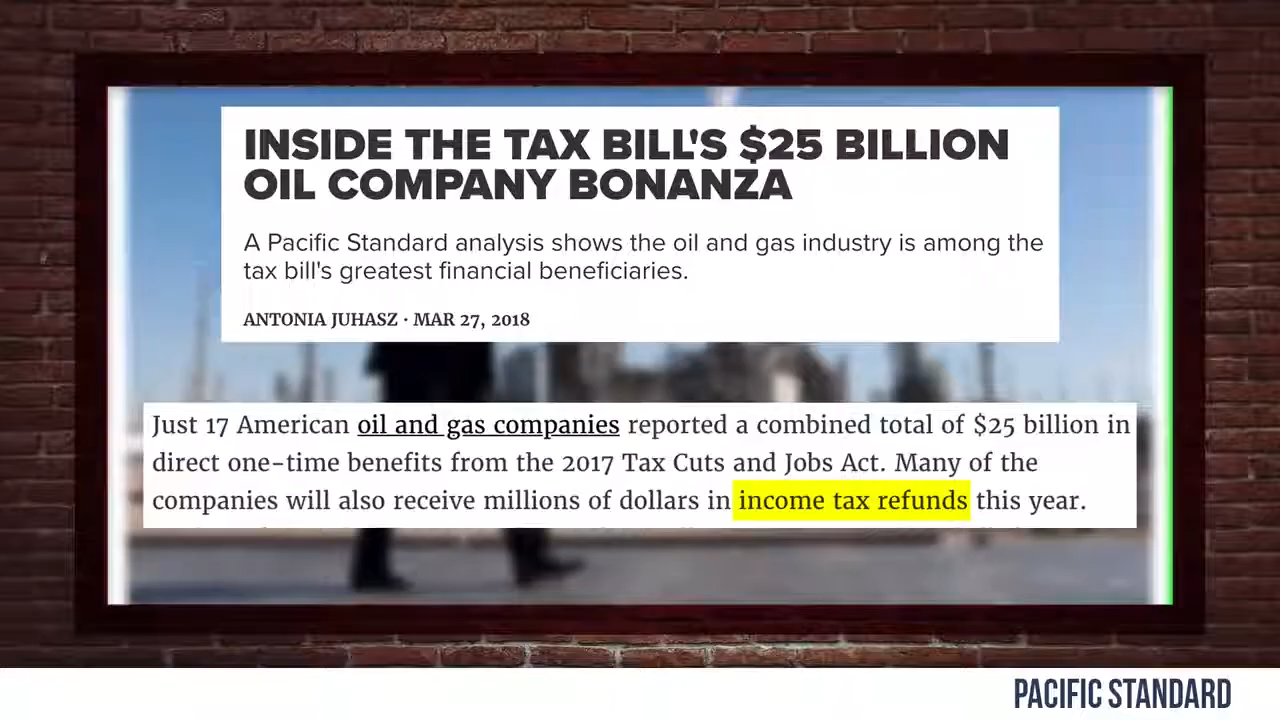 INSIDE THE TAX BILL'S $25 BILLION
OIL COMPANY BONANZA
A Pacific Standard analysis shows the oil and gas industry is among the
tax bill's greatest financial beneficiaries.
ANTONIA JUHASZ · MAR 27, 2018
Just 17 American oil and gas companies reported a combined total of $25 billion in
direct one-time benefits from the 2017 Tax Cuts and Jobs Act. Many of the
companies will also receive millions of dollars in income tax refunds this year.
PACIFIC STANDARD